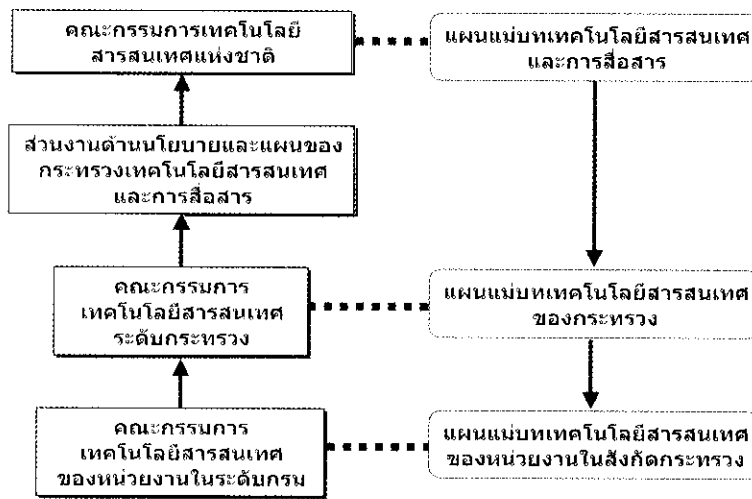 คณะกรรมการเทคโนโลยี
สารสนเทศแห่งชาติ
แผนแม่บทเทคโนโลยีสารสนเทศ
และการสื่อสาร
ส่วนงานด้านนโยบายและแผนของ
กระทรวงเทคโนโลยีสารสนเทศ
และการสื่อสาร
คณะกรรมการ
เทคโนโลยีสารสนเทศ
ระดับกระทรวง
แผนแม่บทเทคโนโลยีสารสนเทศ
ของกระทรวง
คณะกรรมการ
เทคโนโลยีสารสนเทศ
ของหน่วยงานในระดับกรม
แผนแม่บทเทคโนโลยีสารสนเทศ
ของหน่วยงานในสังกัดกระทรวง